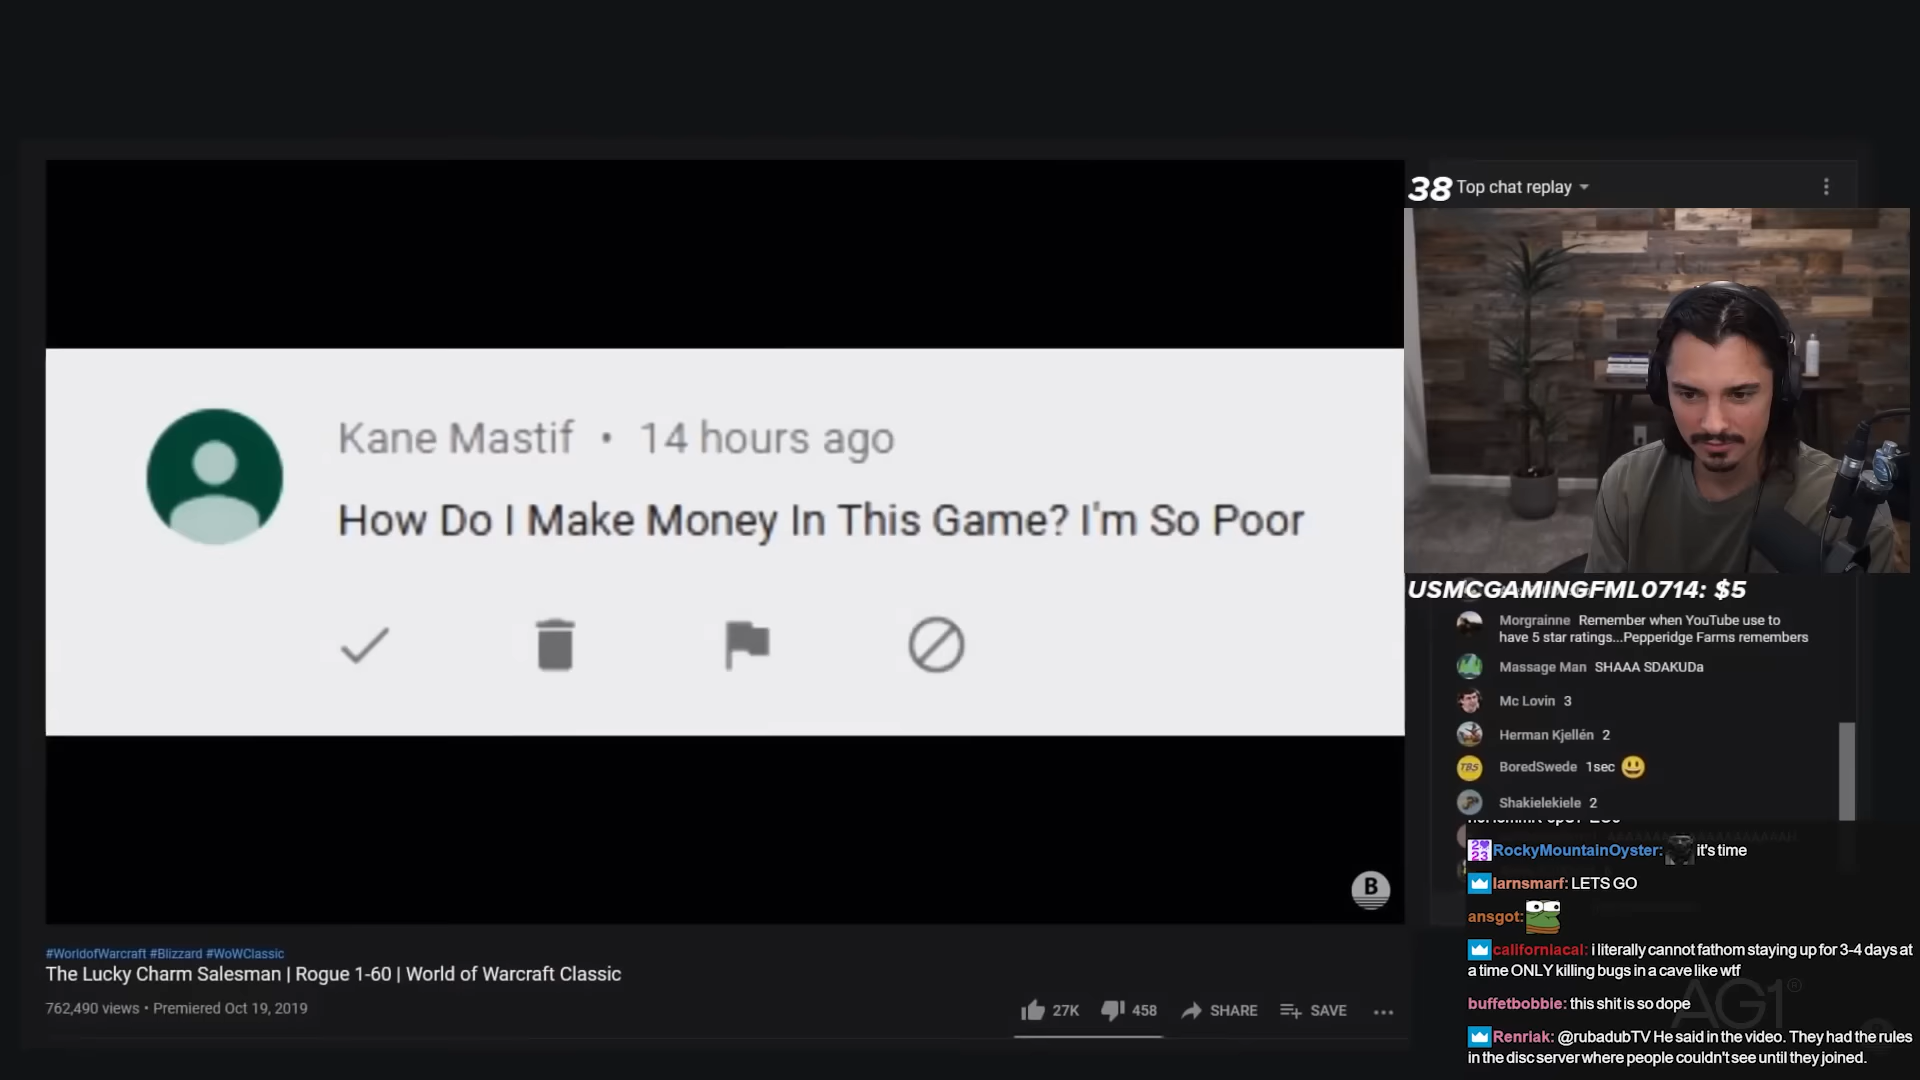 Kane Mastif • 14 hours ago
How Do I Make Money In This Game? I'm So Poor
B
#WorldofWarcraft #Blizzard #WoWClassic
The Lucky Charm Salesman | Rogue 1-60 | World of Warcraft Classic
762,490 views • Premiered Oct 19, 2019
27K 458 SHARE SAVE
38 Top chat replay
USMCGAMINGFML0714: $5
Morgrainne Remember when YouTube use to
have 5 star ratings...Pepperidge Farms remembers
Massage Man SHAAA SDAKUDa
Mc Lovin 3
Herman Kjellén 2
TBS BoredSwede 1sec 😃
Shakielekiele 2
RockyMountainOyster: it's time
larnsmarf: LETS GO
ansgot:
californiacal: i literally cannot fathom staying up for 3-4 days at
a time ONLY killing bugs in a cave like wtf
buffetbobble: this shit is so dope
AG1®
Renriak: @rubadubTV He said in the video. They had the rules
in the disc server where people couldn't see until they joined.